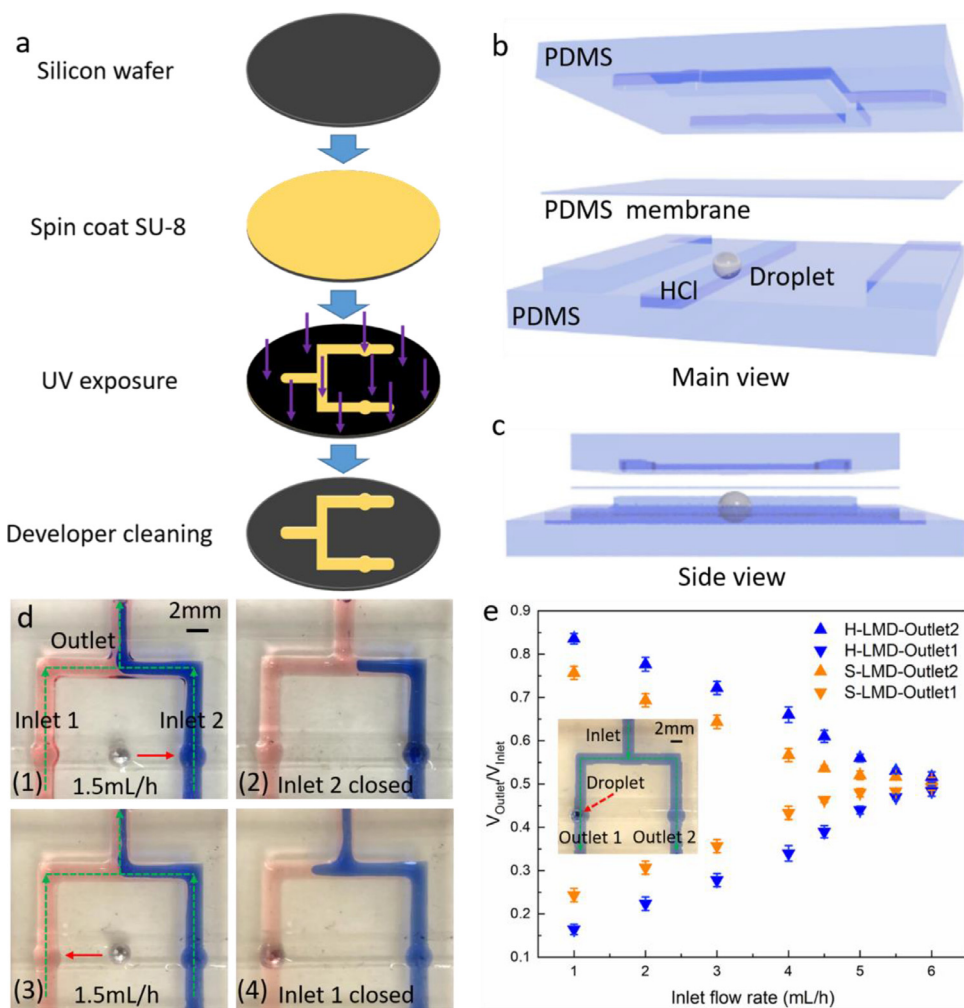 a
Silicon wafer
Spin coat SU-8
UV exposure
Developer cleaning
b
PDMS
PDMS membrane
HCl
Droplet
PDMS
Main view
c
Side view
d
2mm
Outlet
Inlet 1
Inlet 2
(1)
1.5mL/h
(2)
Inlet 2 closed
(3)
1.5mL/h
(4)
Inlet 1 closed
e
0.9
0.8
0.7
0.6
0.5
0.4
0.3
0.2
0.1
V_Outlet/V_Inlet
H-LMD-Outlet2
H-LMD-Outlet1
S-LMD-Outlet2
S-LMD-Outlet1
Inlet
2mm
Droplet
Outlet 1
Outlet 2
1 2 3 4 5 6
Inlet flow rate (mL/h)